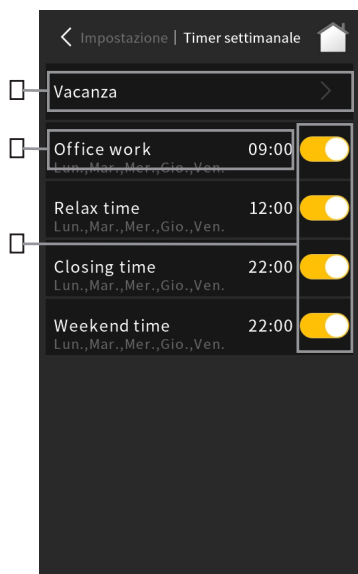 Impostazione | Timer settimanale
Vacanza
Office work 09:00
Lun.,Mar.,Mer.,Gio.,Ven.
Relax time 12:00
Lun.,Mar.,Mer.,Gio.,Ven.
Closing time 22:00
Lun.,Mar.,Mer.,Gio.,Ven.
Weekend time 22:00
Lun.,Mar.,Mer.,Gio.,Ven.